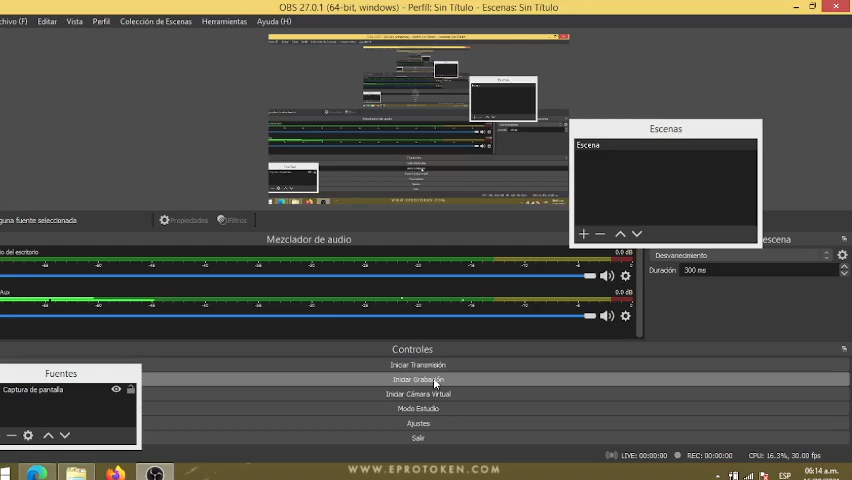 OBS 27.0.1 (64-bit, windows) - Perfil: Sin Título - Escenas: Sin Título
chivo (F) Editar Vista Perfil Colección de Escenas Herramientas Ayuda (H)
Escenas
Escena
guna fuente seleccionada Propiedades Filtros
Mezclador de audio
escena
io del escritorio 0.0 dB
Desvanecimiento
Duración 300 ms
Aux 0.0 dB
Controles
Iniciar Transmisión
Iniciar Grabación
Iniciar Cámara Virtual
Modo Estudio
Ajustes
Salir
Fuentes
Captura de pantalla
LIVE: 00:00:00 REC: 00:00:00 CPU: 16.3%, 30.00 fps
WWW.EPROTOKEN.COM
ESP 06:14 a.m.